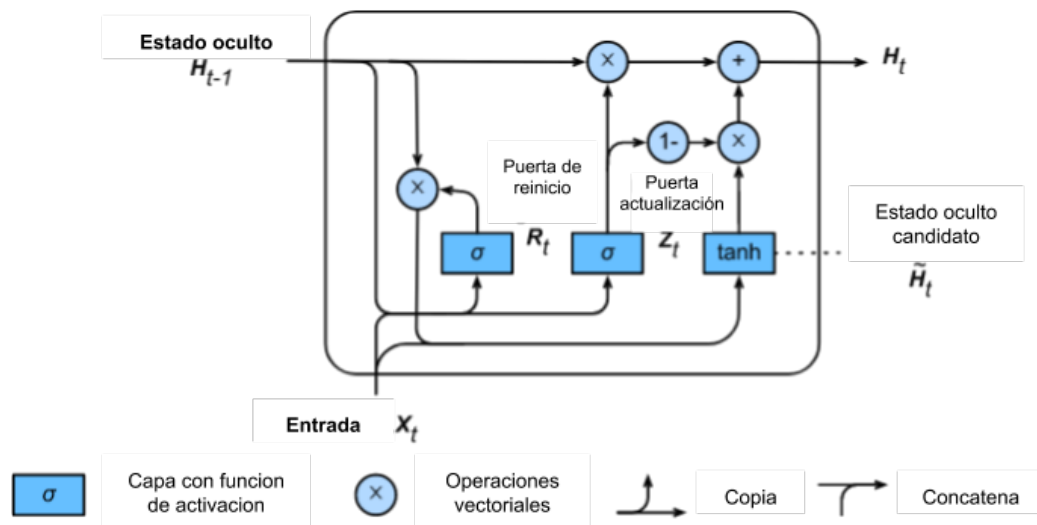 Estado oculto
H_{t-1}
×
+
H_t
1-
×
Puerta de
reinicio
Puerta
actualización
×
R_t
Z_t
σ
σ
tanh
Estado oculto
candidato
H̃_t
Entrada X_t
σ
Capa con funcion
de activacion
×
Operaciones
vectoriales
Copia
Concatena